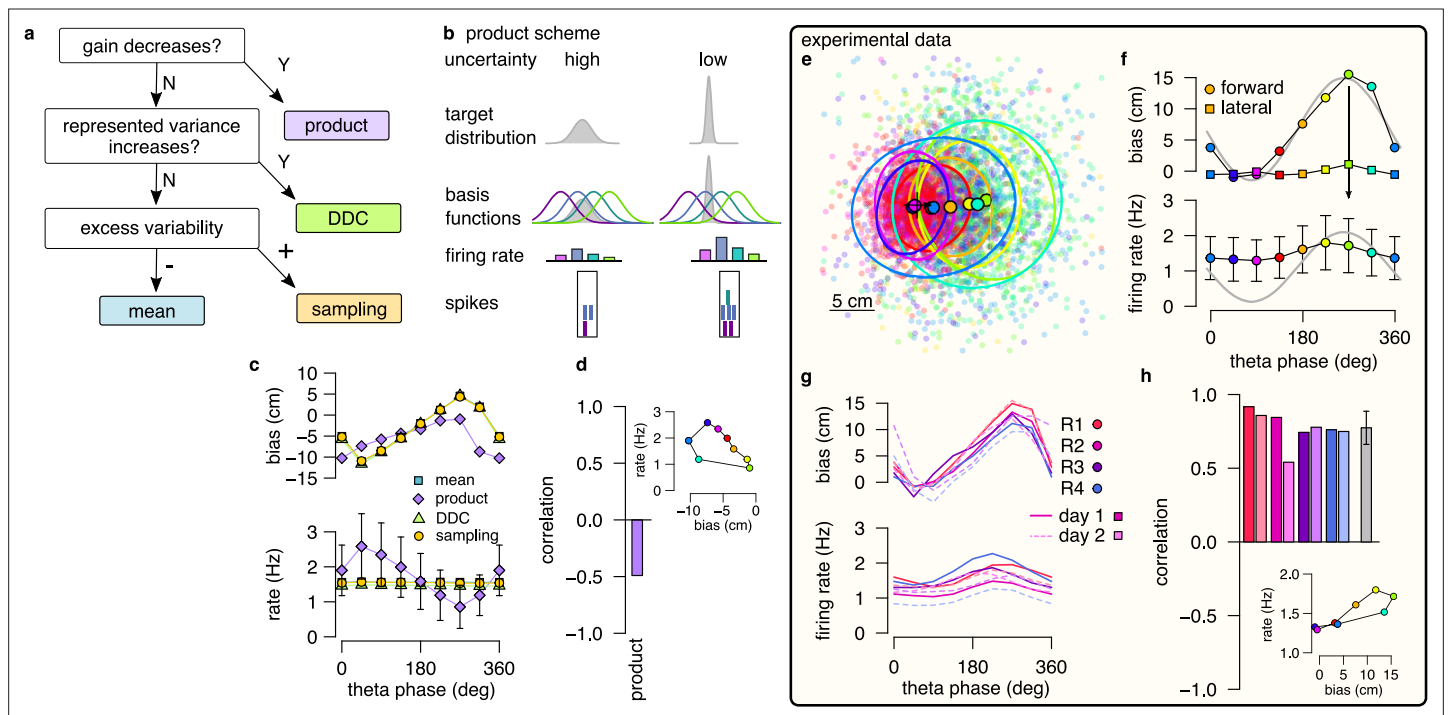 a
gain decreases?
Y
N
product
represented variance
increases?
Y
N
DDC
excess variability
+
-
mean
sampling
b product scheme
uncertainty high low
target
distribution
basis
functions
firing rate
spikes
c
bias (cm)
10
5
0
−5
−10
−15
mean
product
DDC
sampling
rate (Hz)
3
2
1
0
0 180 360
theta phase (deg)
d
correlation
1.0
0.5
0.0
−0.5
−1.0
product
rate (Hz)
3
2
1
0
−10 −5 0
bias (cm)
experimental data
e
5 cm
f
forward
lateral
bias (cm)
15
10
5
0
firing rate (Hz)
3
2
1
0
0 180 360
theta phase (deg)
g
bias (cm)
15
10
5
0
R1
R2
R3
R4
day 1
day 2
firing rate (Hz)
3
2
1
0
0 180 360
theta phase (deg)
h
correlation
1.0
0.5
0.0
−0.5
−1.0
rate (Hz)
2.0
1.5
1.0
0 5 10 15
bias (cm)